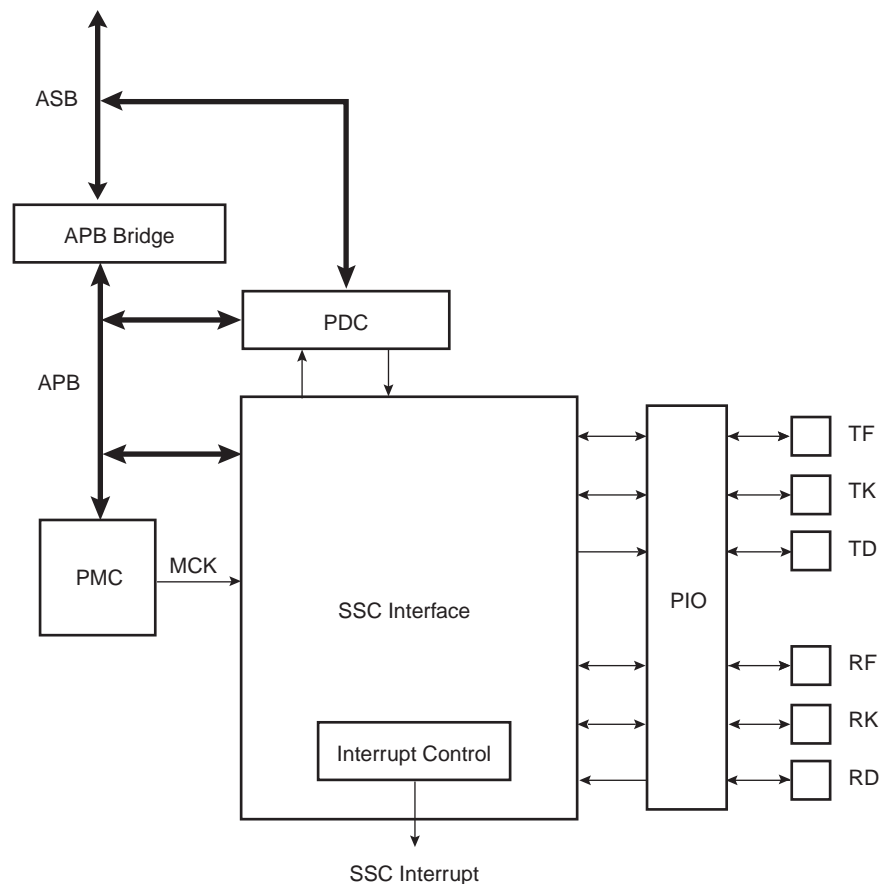 ASB
APB Bridge
PDC
APB
TF
TK
TD
PMC
MCK
SSC Interface
PIO
RF
RK
RD
Interrupt Control
SSC Interrupt